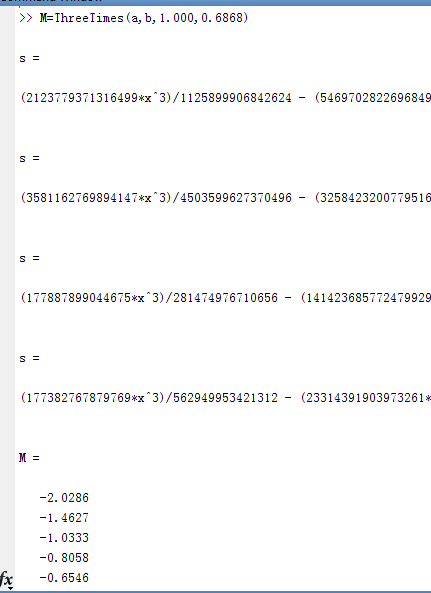 >> M=ThreeTimes(a,b,1.000,0.6868)
s =
(2123779371316499*x^3)/1125899906842624 - (5469702822696849
s =
(3581162769894147*x^3)/4503599627370496 - (3258423200779516
s =
(177887899044675*x^3)/281474976710656 - (141423685772479929
s =
(177382767879769*x^3)/562949953421312 - (23314391903973261*
M =
-2.0286
-1.4627
-1.0333
-0.8058
-0.6546
fx